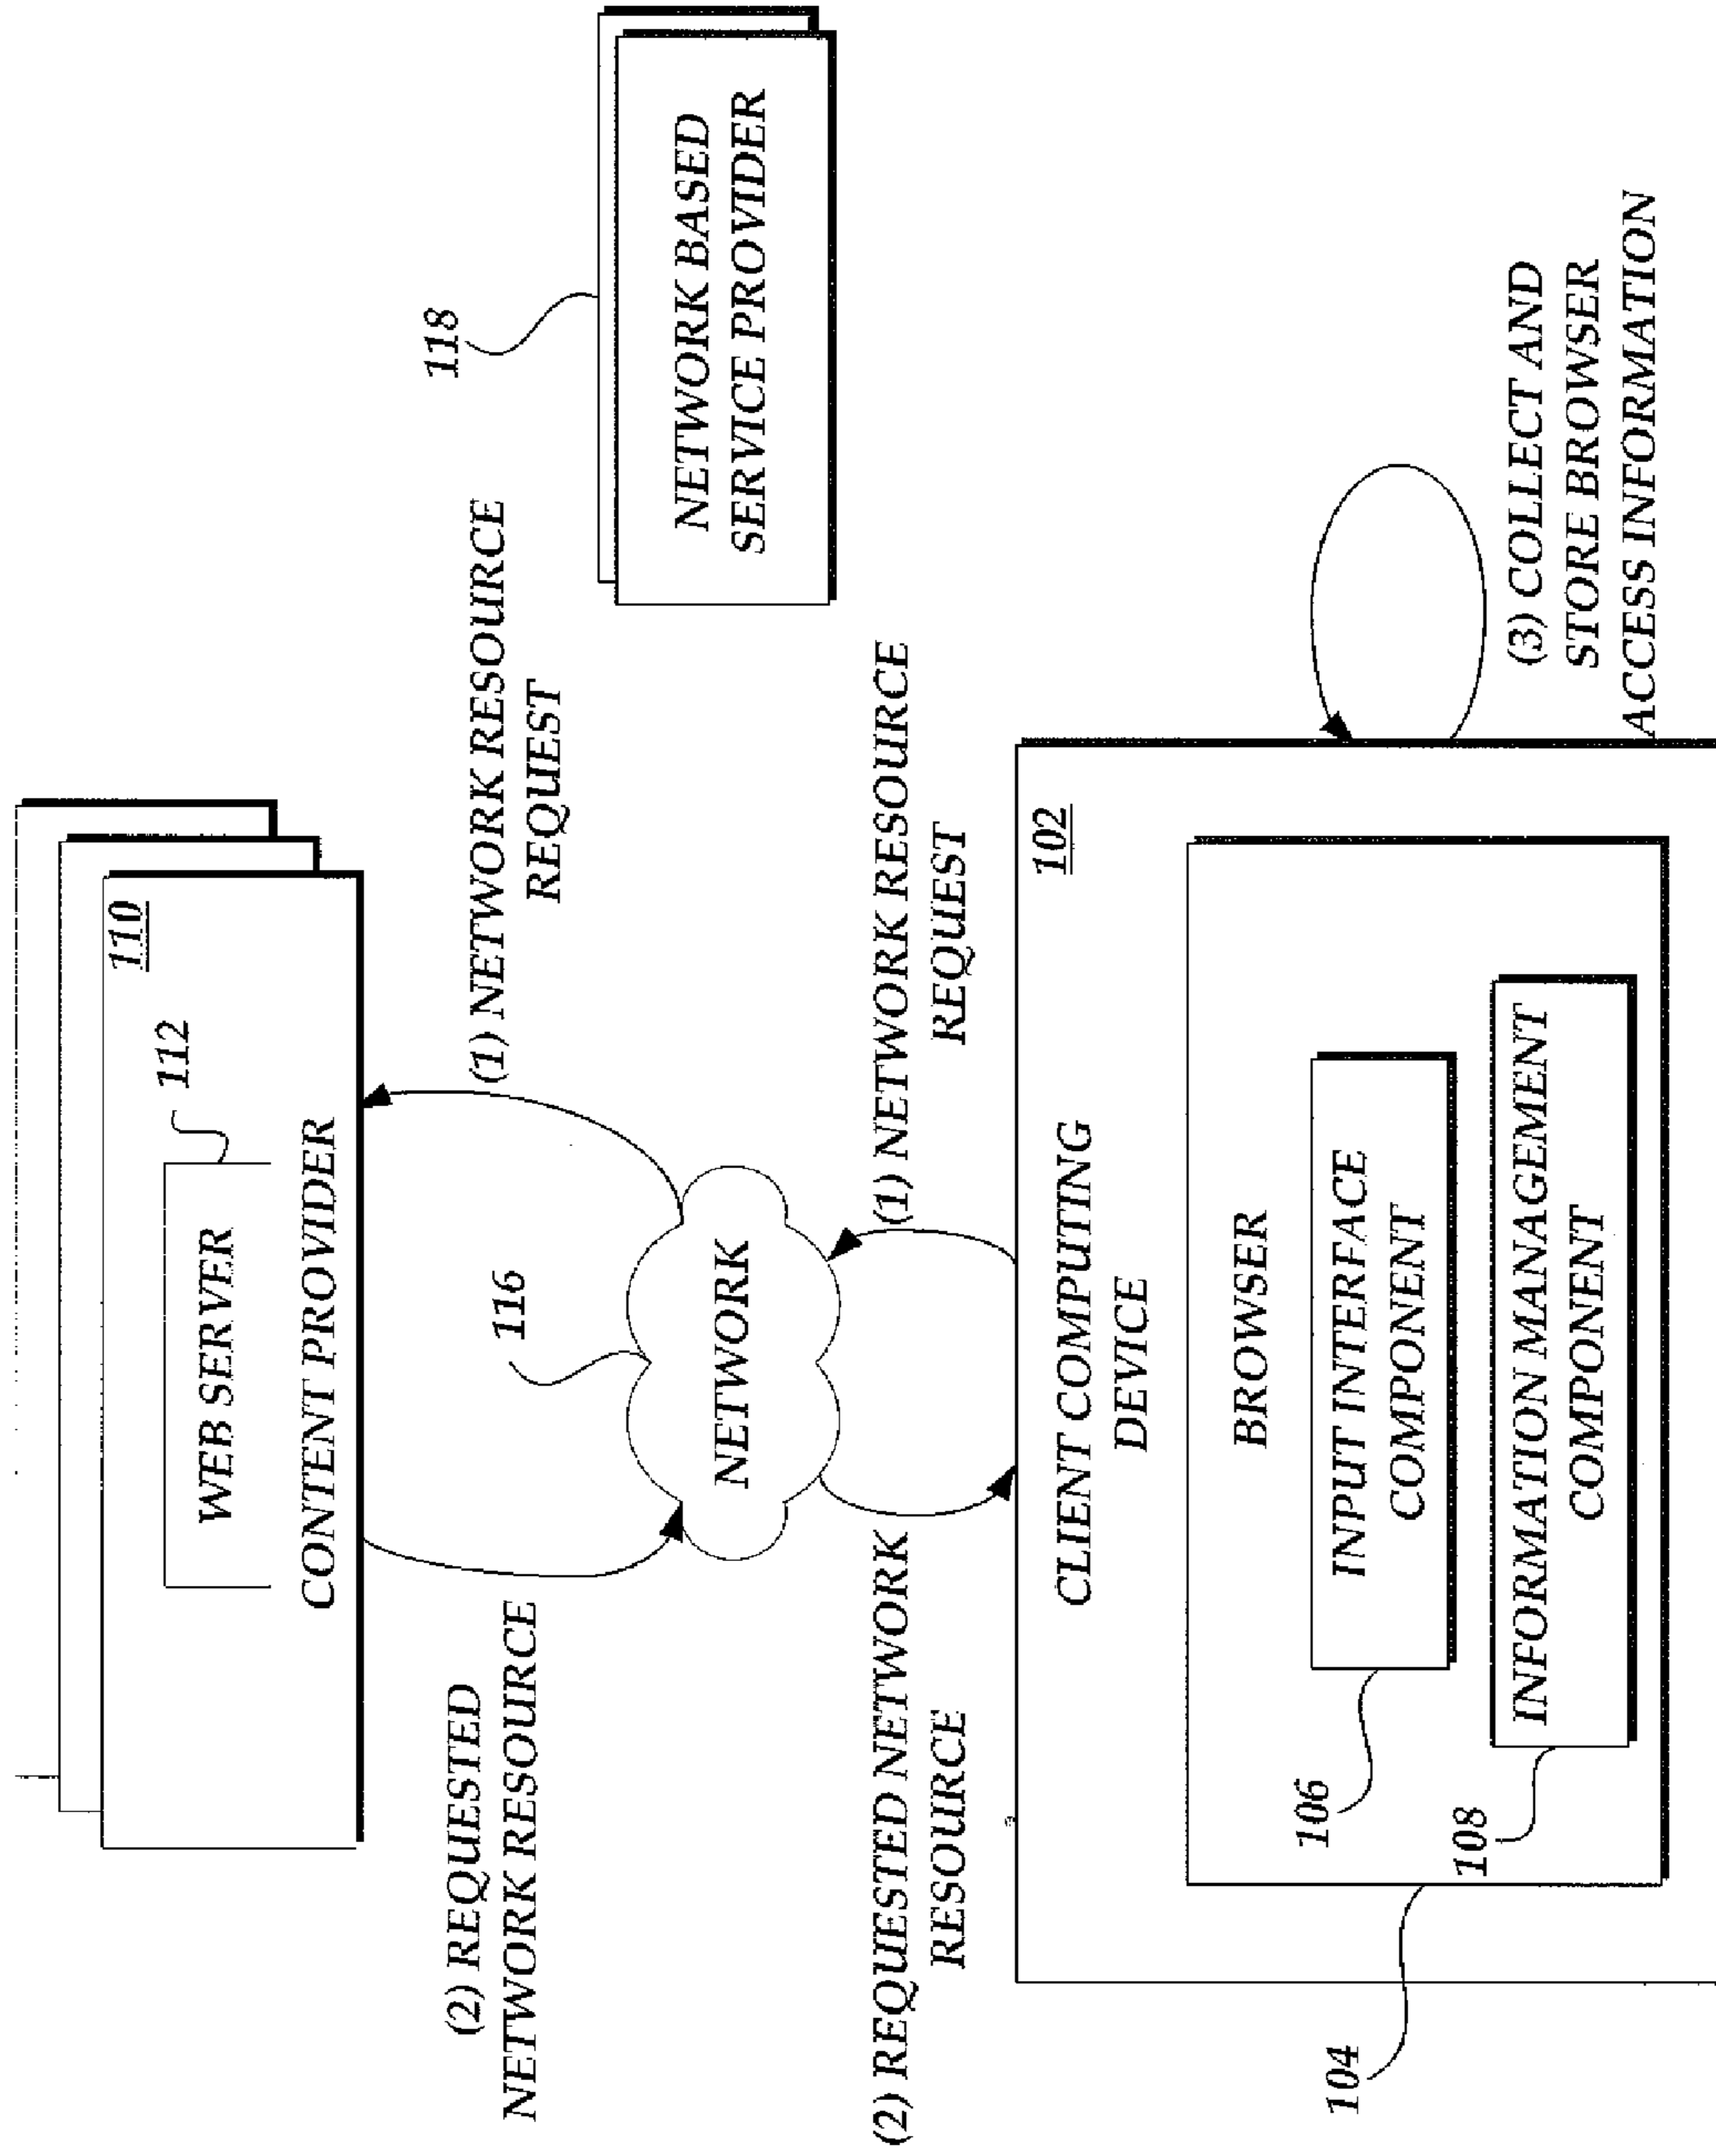 110
112
WEB SERVER
CONTENT PROVIDER
(2) REQUESTED
NETWORK RESOURCE
(1) NETWORK RESOURCE
REQUEST
118
NETWORK BASED
SERVICE PROVIDER
116
NETWORK
(2) REQUESTED NETWORK
RESOURCE
(1) NETWORK RESOURCE
REQUEST
102
CLIENT COMPUTING
DEVICE
104
BROWSER
106
INPUT INTERFACE
COMPONENT
108
INFORMATION MANAGEMENT
COMPONENT
(3) COLLECT AND
STORE BROWSER
ACCESS INFORMATION